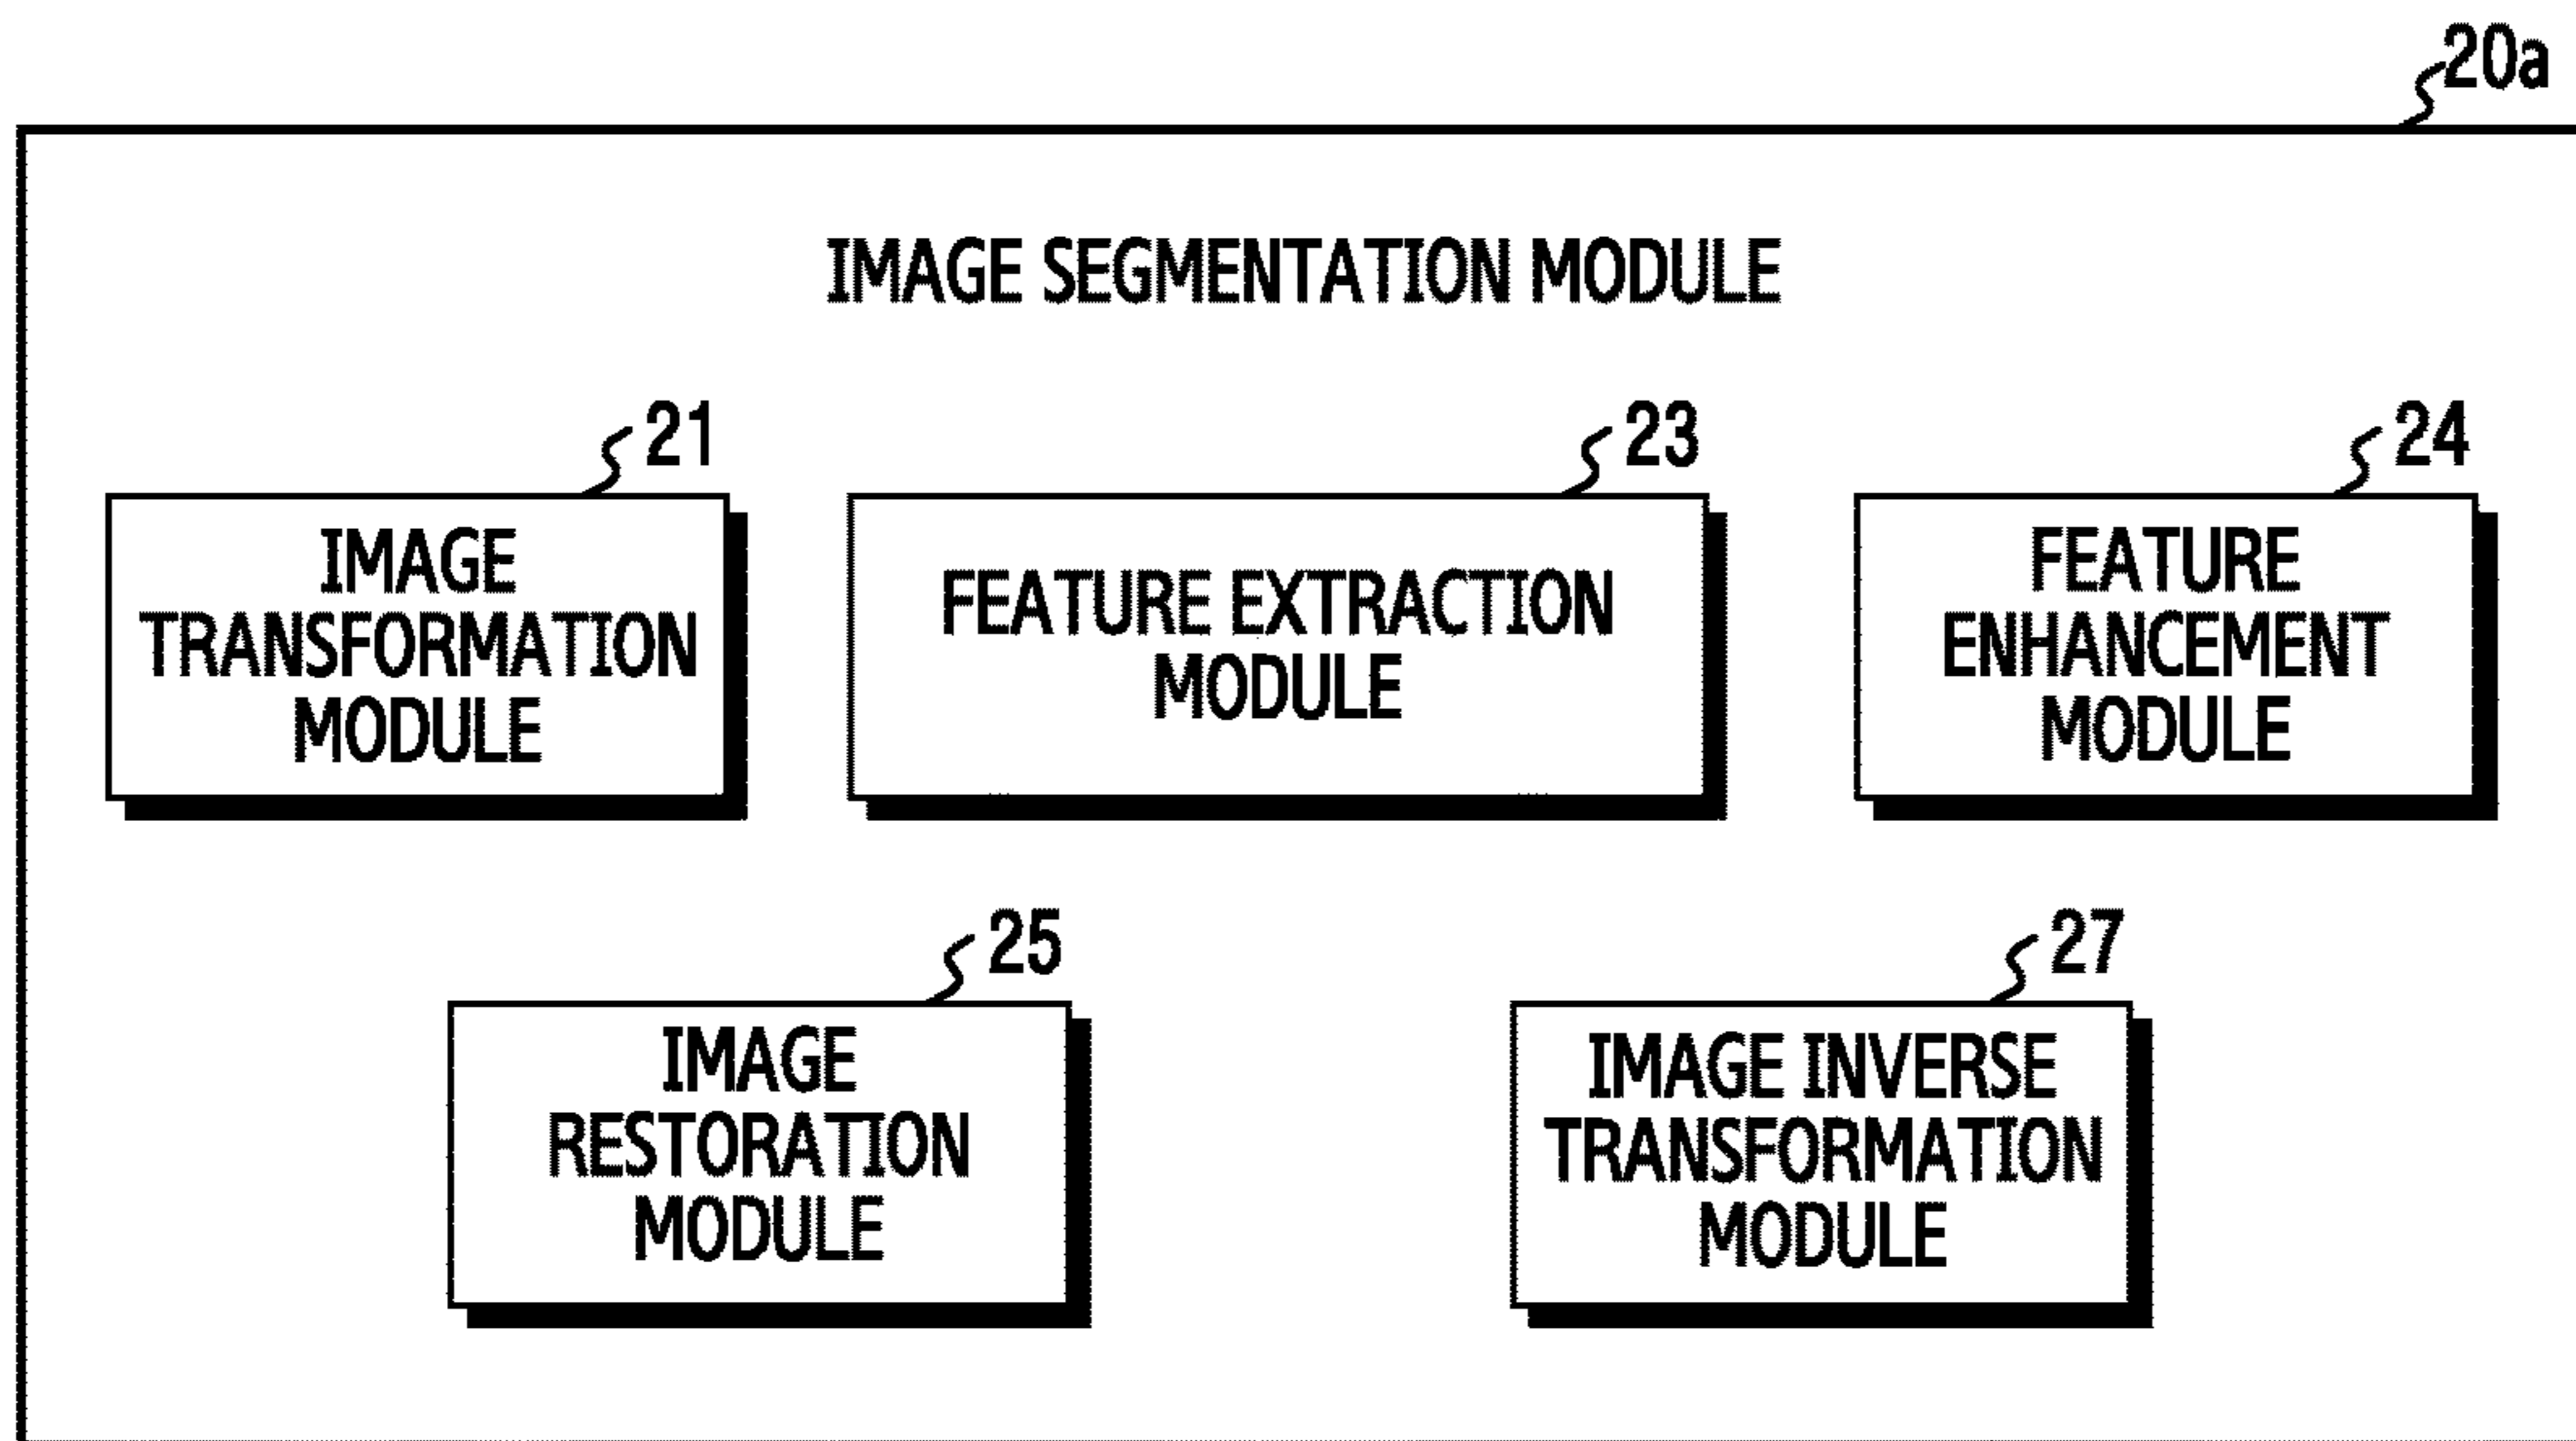 20a
IMAGE SEGMENTATION MODULE
21
IMAGE
TRANSFORMATION
MODULE
23
FEATURE EXTRACTION
MODULE
24
FEATURE
ENHANCEMENT
MODULE
25
IMAGE
RESTORATION
MODULE
27
IMAGE INVERSE
TRANSFORMATION
MODULE